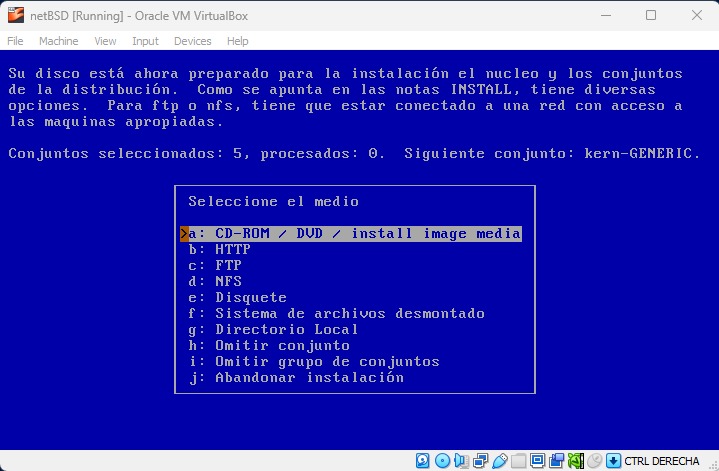 netBSD [Running] - Oracle VM VirtualBox
File Machine View Input Devices Help
Su disco está ahora preparado para la instalación el nucleo y los conjuntos
de la distribución. Como se apunta en las notas INSTALL, tiene diversas
opciones. Para ftp o nfs, tiene que estar conectado a una red con acceso a
las maquinas apropiadas.
Conjuntos seleccionados: 5, procesados: 0. Siguiente conjunto: kern-GENERIC.
Seleccione el medio
>a: CD-ROM / DVD / install image media
b: HTTP
c: FTP
d: NFS
e: Disquete
f: Sistema de archivos desmontado
g: Directorio Local
h: Omitir conjunto
i: Omitir grupo de conjuntos
j: Abandonar instalación
CTRL DERECHA